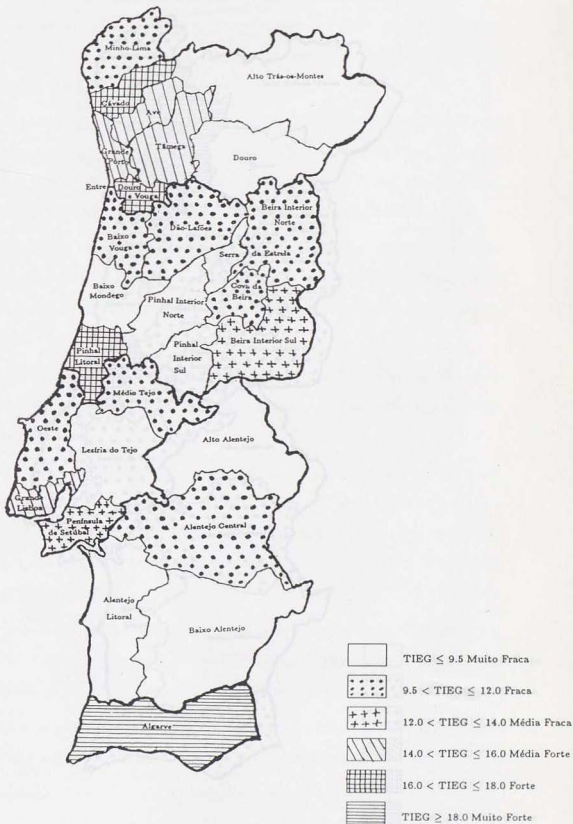 Minho-Lima
Alto Trás-os-Montes
Cávado
Ave
Grande
Porto
Tâmega
Douro
Entre Douro
e Vouga
Baixo
Vouga
Dão-Lafões
Beira Interior
Norte
Serra
da Estrela
Baixo
Mondego
Cova da
Beira
Pinhal Interior
Norte
Beira Interior Sul
Pinhal
Litoral
Pinhal
Interior
Sul
Médio Tejo
Oeste
Lezíria do Tejo
Alto Alentejo
Grande
Lisboa
Península
de Setúbal
Alentejo Central
Alentejo
Litoral
Baixo Alentejo
Algarve
TIEG ≤ 9.5 Muito Fraca
9.5 < TIEG ≤ 12.0 Fraca
12.0 < TIEG ≤ 14.0 Média Fraca
14.0 < TIEG ≤ 16.0 Média Forte
16.0 < TIEG ≤ 18.0 Forte
TIEG ≥ 18.0 Muito Forte